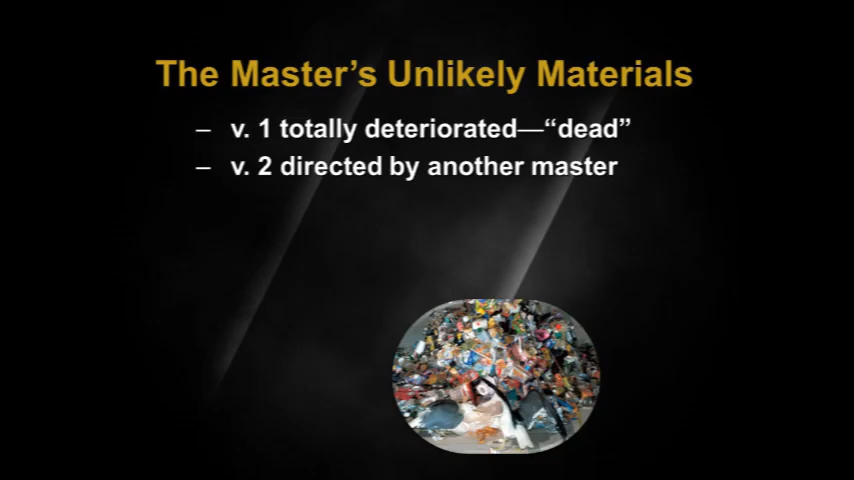 The Master’s Unlikely Materials
– v. 1 totally deteriorated—“dead”
– v. 2 directed by another master